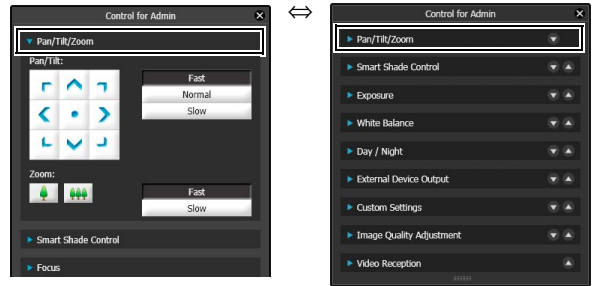 Control for Admin
Pan/Tilt/Zoom
Pan/Tilt:
Fast
Normal
Slow
Zoom:
Fast
Slow
Smart Shade Control
Focus
Control for Admin
Pan/Tilt/Zoom
Smart Shade Control
Exposure
White Balance
Day / Night
External Device Output
Custom Settings
Image Quality Adjustment
Video Reception